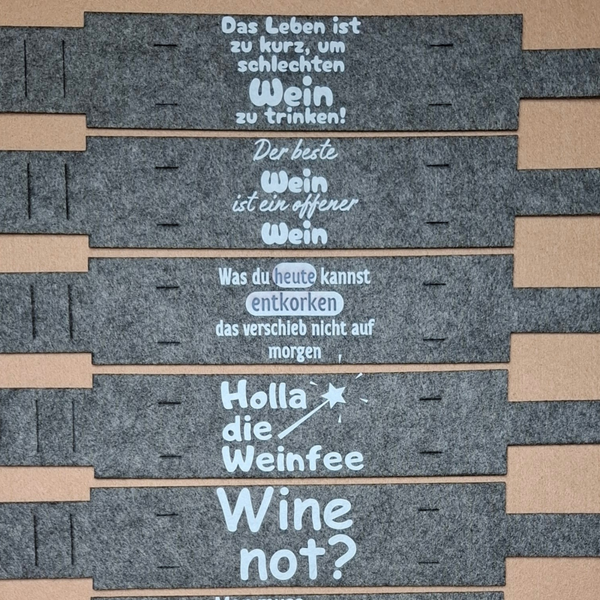 Das Leben ist
zu kurz, um
schlechten
Wein
zu trinken!
Der beste
Wein
ist ein offener
Wein
Was du heute kannst
entkorken
das verschieb nicht auf
morgen
Holla
die
Weinfee
Wine
not?